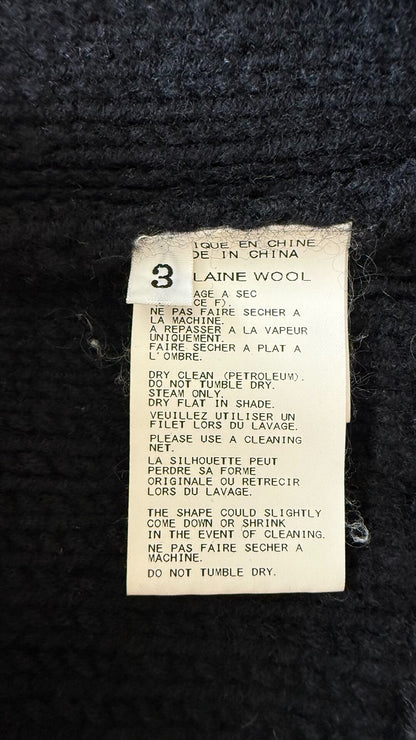 IQUE EN CHINE
DE IN CHINA
3
LAINE WOOL
AGE A SEC
CE F).
NE PAS FAIRE SECHER A
LA MACHINE.
A REPASSER A LA VAPEUR
UNIQUEMENT.
FAIRE SECHER A PLAT A
L'OMBRE.
DRY CLEAN (PETROLEUM).
DO NOT TUMBLE DRY.
STEAM ONLY.
DRY FLAT IN SHADE.
VEUILLEZ UTILISER UN
FILET LORS DU LAVAGE.
PLEASE USE A CLEANING
NET.
LA SILHOUETTE PEUT
PERDRE SA FORME
ORIGINALE OU RETRECIR
LORS DU LAVAGE.
THE SHAPE COULD SLIGHTLY
COME DOWN OR SHRINK
IN THE EVENT OF CLEANING.
NE PAS FAIRE SECHER A
MACHINE.
DO NOT TUMBLE DRY.